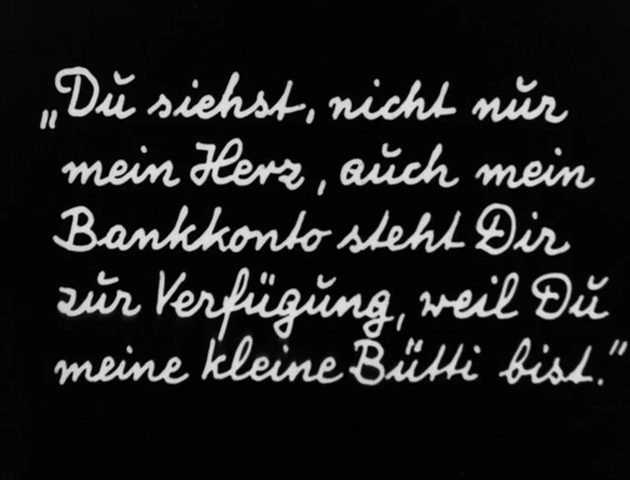 „Du siehst, nicht nur
mein Herz, auch mein
Bankkonto steht Dir
zur Verfügung, weil Du
meine kleine Bütti bist."